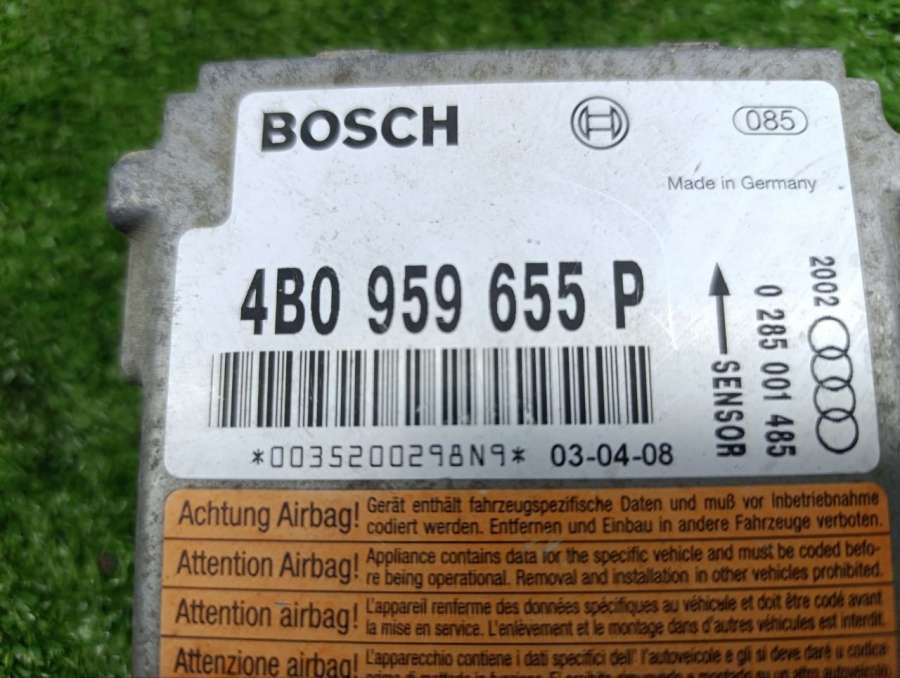 BOSCH
085
Made in Germany
4B0 959 655 P
SENSOR
0 285 001 485
2002
*0035200298N9* 03-04-08
Achtung Airbag! Gerät enthält fahrzeugspezifische Daten und muß vor Inbetriebnahme
codiert werden. Entfernen und Einbau in andere Fahrzeuge verboten.
Attention Airbag! Appliance contains data for the specific vehicle and must be coded befo-
re being operational. Removal and installation in other vehicles prohibited.
Attention airbag! L'appareil renferme des données spécifiques au véhicule et doit être codé avant
la mise en service. L'enlèvement et le montage dans d'autres véhicules est interdit.
Attenzione airbag! L'apparecchio contiene i dati specifici dell' l'autoveicole e gli si deve dare u codice